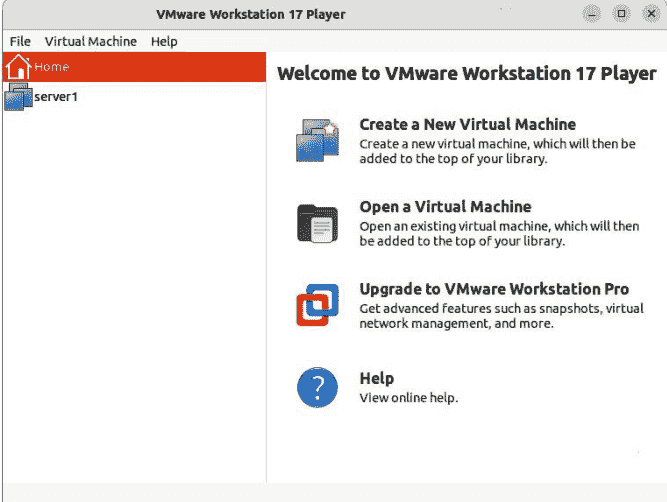 VMware Workstation 17 Player
File Virtual Machine Help
Home
server1
Welcome to VMware Workstation 17 Player
Create a New Virtual Machine
Create a new virtual machine, which will then be
added to the top of your library.
Open a Virtual Machine
Open an existing virtual machine, which will then
be added to the top of your library.
Upgrade to VMware Workstation Pro
Get advanced features such as snapshots, virtual
network management, and more.
?
Help
View online help.